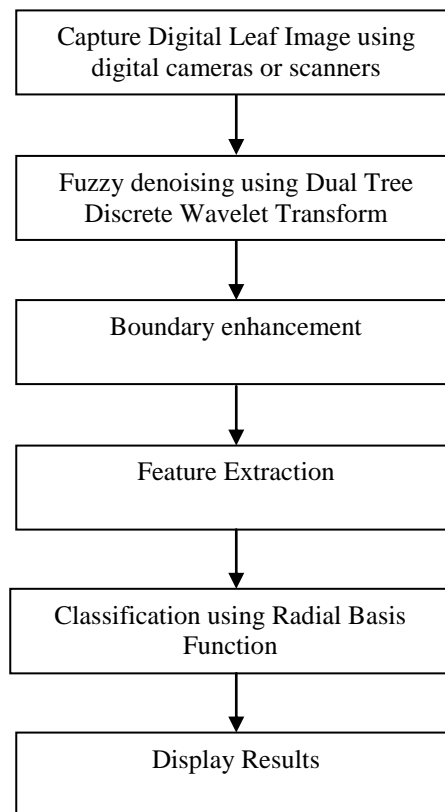 Capture Digital Leaf Image using
digital cameras or scanners
Fuzzy denoising using Dual Tree
Discrete Wavelet Transform
Boundary enhancement
Feature Extraction
Classification using Radial Basis
Function
Display Results